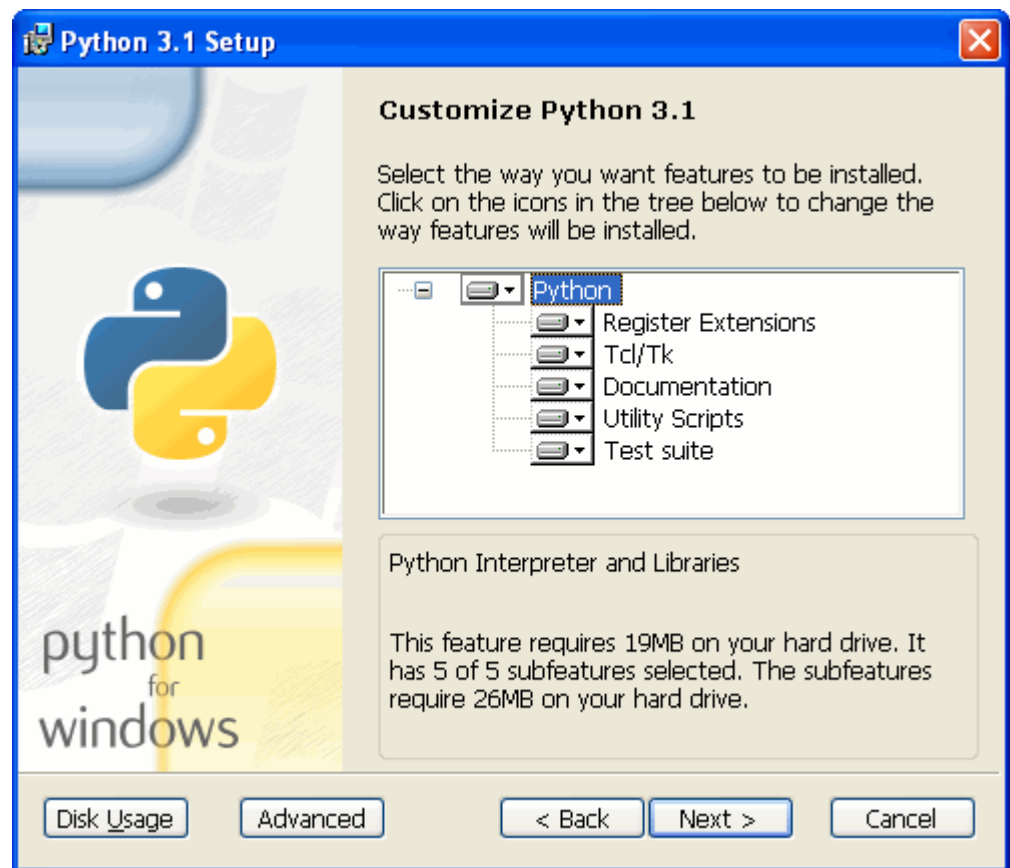 Python 3.1 Setup
Customize Python 3.1
Select the way you want features to be installed.
Click on the icons in the tree below to change the
way features will be installed.
Python
Register Extensions
Tcl/Tk
Documentation
Utility Scripts
Test suite
Python Interpreter and Libraries
This feature requires 19MB on your hard drive. It
has 5 of 5 subfeatures selected. The subfeatures
require 26MB on your hard drive.
python
for
windows
Disk Usage
Advanced
< Back
Next >
Cancel